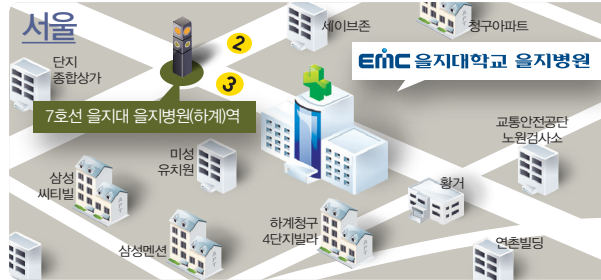 서울
2
세이브존
청구아파트
단지
종합상가
EMC 을지대학교 을지병원
3
7호선 을지대 을지병원(하계)역
교통안전공단
노원검사소
미성
유치원
삼성
씨티빌
황거
하계청구
4단지빌라
삼성멘션
연촌빌딩